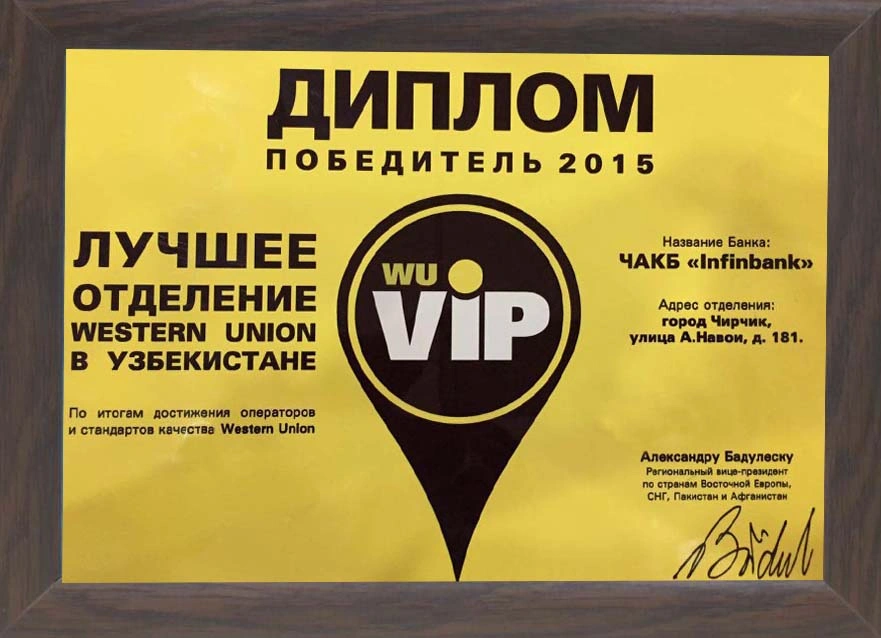 ДИПЛОМ
ПОБЕДИТЕЛЬ 2015
ЛУЧШЕЕ
ОТДЕЛЕНИЕ
WESTERN UNION
В УЗБЕКИСТАНЕ
По итогам достижения операторов
и стандартов качества Western Union
WU
ViP
Название Банка:
ЧАКБ «Infinbank»
Адрес отделения:
город Чирчик,
улица А.Навои, д. 181.
Александру Бадулеску
Региональный вице-президент
по странам Восточной Европы,
СНГ, Пакистан и Афганистан